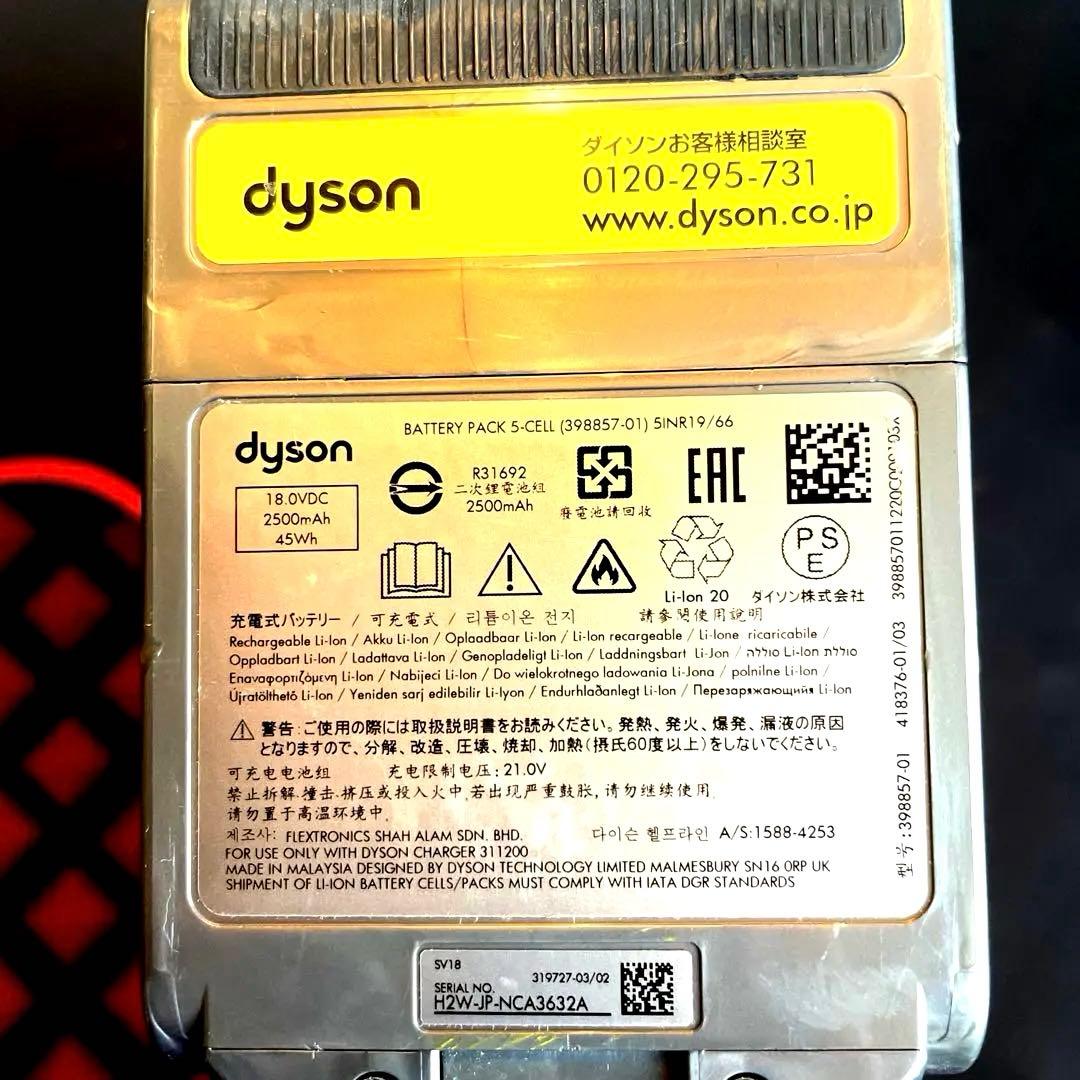 dyson
ダイソンお客様相談室
0120-295-731
www.dyson.co.jp
dyson
BATTERY PACK 5-CELL (398857-01) 5INR19/66
18.0VDC
2500mAh
45Wh
R31692
二次鋰電池組
2500mAh
廢電池請回收
EAC
Li-Ion 20
PSE
ダイソン株式会社
充電式バッテリー / 可充電式 / 리튬이온 전지
請參閱使用說明
Rechargeable Li-Ion / Akku Li-Ion / Oplaadbaar Li-Ion / Li-Ion recargeable / Li-Ione ricaricabile /
Oppladbart Li-Ion / Ladattava Li-Ion / Genopladeligt Li-Ion / Laddningsbart Li-Jon / סוללת Li-Ion סוללה
Επαναφορτιζόμενη Li-Ion / Nabijeci Li-Ion / Do wielokrotnego ladowania Li-Jona / polnilne Li-Ion /
Újratölthető Li-Ion / Yeniden sarj edilebilir Li-Iyon / Endurhlaðanlegt Li-Ion / Перезаряжающийя Li-Ion
警告:ご使用の際には取扱説明書をお読みください。発熱、発火、爆発、漏液の原因
となりますので、分解、改造、圧壊、焼却、加熱(摂氏60度以上)をしないでください。
可充电电池组 充电限制电压: 21.0V
禁止拆解.撞击.挤压或投入火中.若出现严重鼓胀,请勿继续使用.
请勿置于高温环境中.
제조사: FLEXTRONICS SHAH ALAM SDN. BHD.
다이슨 헬프라인 A/S:1588-4253
FOR USE ONLY WITH DYSON CHARGER 311200
MADE IN MALAYSIA DESIGNED BY DYSON TECHNOLOGY LIMITED MALMESBURY SN16 0RP UK
SHIPMENT OF LI-ION BATTERY CELLS/PACKS MUST COMPLY WITH IATA DGR STANDARDS
型号:398857-01
418376-01/03
SV18
319727-03/02
SERIAL NO.
H2W-JP-NCA3632A